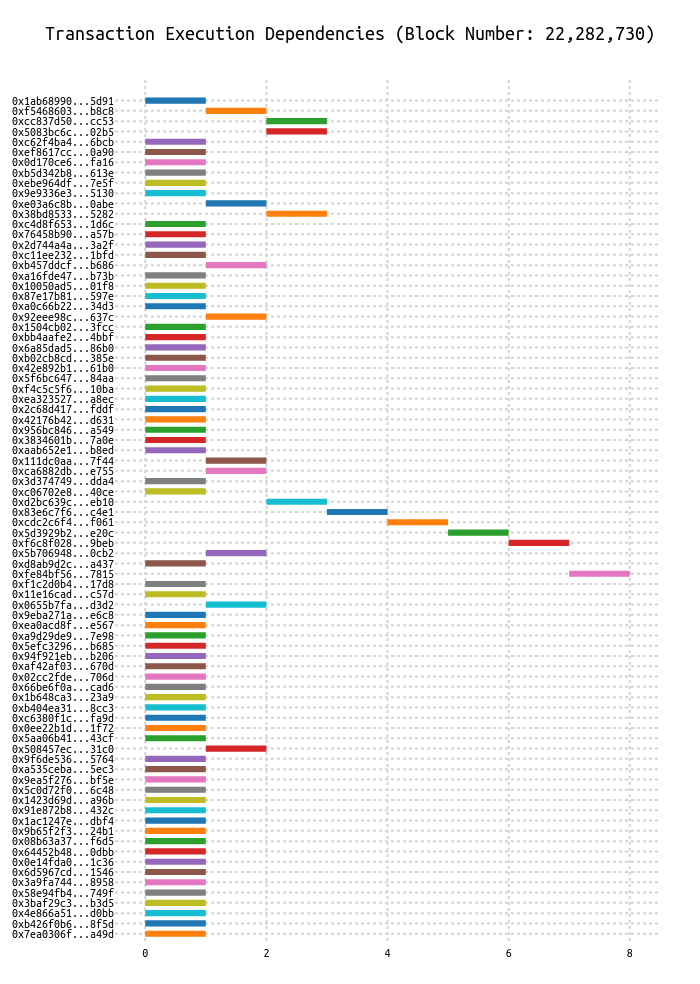 Transaction Execution Dependencies (Block Number: 22,282,730)
0x1ab68990...5d91
0xf5468603...b8c8
0xcc837d50...cc53
0x5083bc6c...02b5
0xc62f4ba4...6bcb
0xef8617cc...0a90
0x0d170ce6...fa16
0xb5d342b8...613e
0xebe964df...7e5f
0x9e9336e3...5130
0xe03a6c8b...0abe
0x38bd8533...5282
0xc4d8f653...1d6c
0x76458b90...a57b
0x2d744a4a...3a2f
0xc11ee232...1bfd
0xb457ddcf...b686
0xa16fde47...b73b
0x10050ad5...01f8
0x87e17b81...597e
0xa0c66b22...34d3
0x92eee98c...637c
0x1504cb02...3fcc
0xbb4aafe2...4bbf
0x6a85dad5...86b0
0xb02cb8cd...385e
0x42e892b1...61b0
0x5f6bc647...84aa
0xf4c5c5f6...10ba
0xea323527...a8ec
0x2c68d417...fddf
0x42176b42...d631
0x956bc846...a549
0x3834601b...7a0e
0xaab652e1...b8ed
0x111dc0aa...7f44
0xca6882db...e755
0x3d374749...dda4
0xc06702e8...40ce
0xd2bc639c...eb10
0x83e6c7f6...c4e1
0xcdc2c6f4...f061
0x5d3929b2...e20c
0xf6c8f028...9beb
0x5b706948...0cb2
0xd8ab9d2c...a437
0xfe84bf56...7815
0xf1c2d0b4...17d8
0x11e16cad...c57d
0x0655b7fa...d3d2
0x9eba271a...e6c8
0xea0acd8f...e567
0xa9d29de9...7e98
0x5efc3296...b685
0x94f921eb...b206
0xaf42af03...670d
0x02cc2fde...706d
0x66be6f0a...cad6
0x1b648ca3...23a9
0xb404ea31...8cc3
0xc6380f1c...fa9d
0x0ee22b1d...1f72
0x5aa06b41...43cf
0x508457ec...31c0
0x9f6de536...5764
0xa535ceba...5ec3
0x9ea5f276...bf5e
0x5c0d72f0...6c48
0x1423d69d...a96b
0x91e872b8...432c
0x1ac1247e...dbf4
0x9b65f2f3...24b1
0x08b63a37...f6d5
0x64452b48...0dbb
0x0e14fda0...1c36
0x6d5967cd...1546
0x3a9fa744...8958
0x58e94fb4...749f
0x3baf29c3...b3d5
0x4e866a51...d0bb
0xb426f0b6...8f5d
0x7ea0306f...a49d
0 2 4 6 8